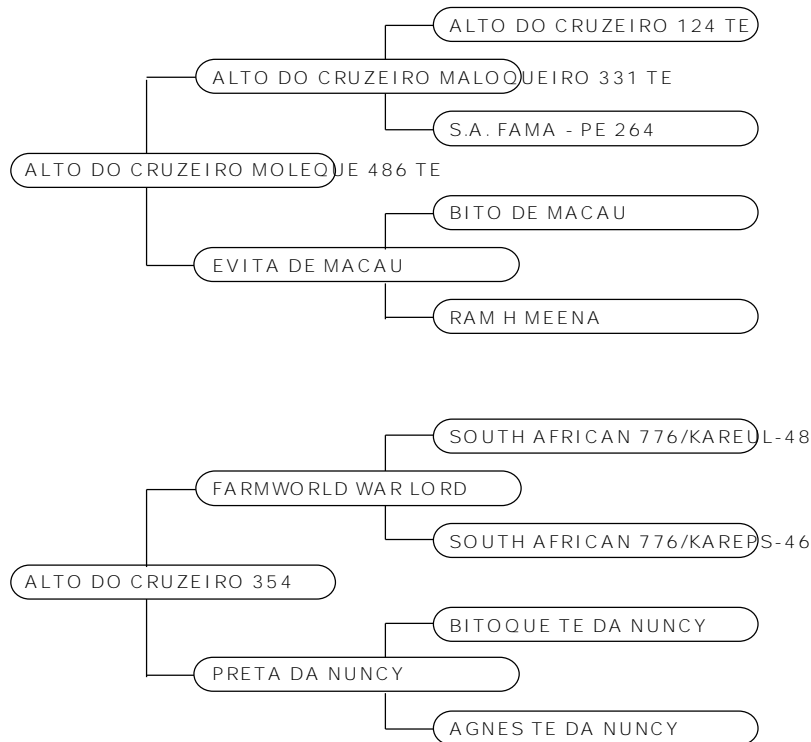 ALTO DO CRUZEIRO 124 TE
ALTO DO CRUZEIRO MALOQUEIRO 331 TE
S.A. FAMA - PE 264
ALTO DO CRUZEIRO MOLEQUE 486 TE
BITO DE MACAU
EVITA DE MACAU
RAM H MEENA
SOUTH AFRICAN 776/KAREUL-48
FARMWORLD WAR LORD
SOUTH AFRICAN 776/KAREPS-46
ALTO DO CRUZEIRO 354
BITOQUE TE DA NUNCY
PRETA DA NUNCY
AGNES TE DA NUNCY